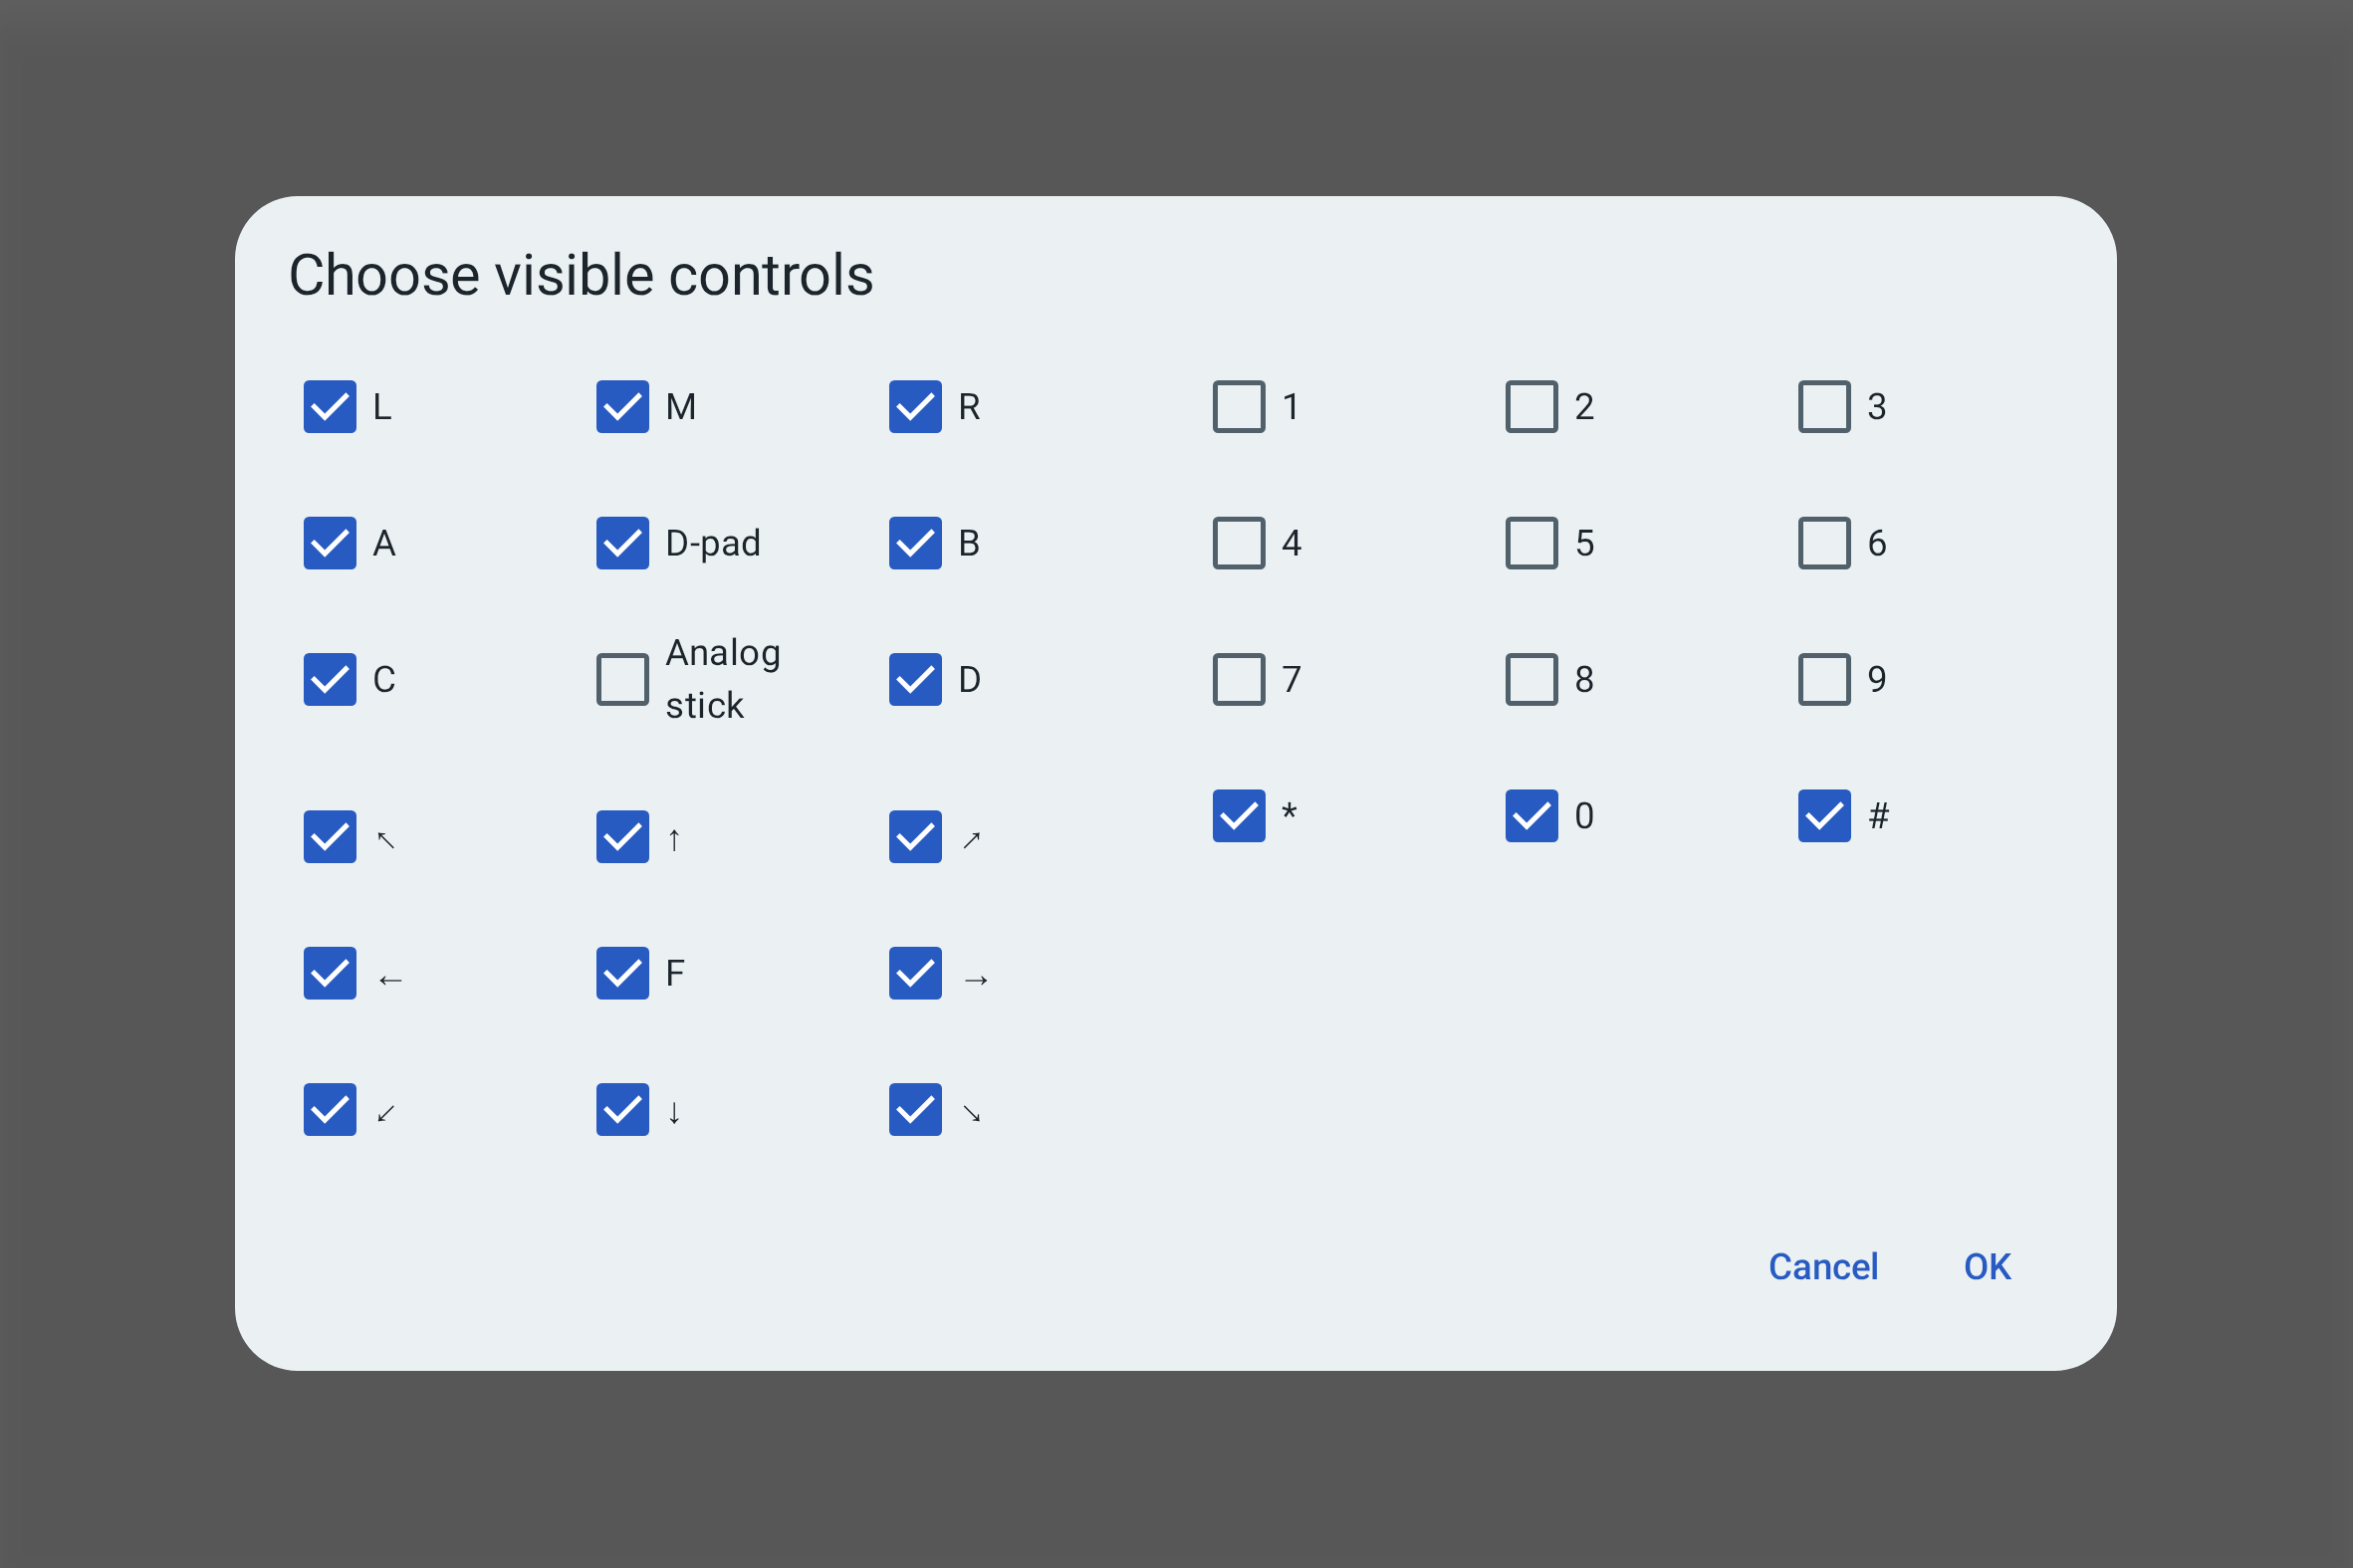 Choose visible controls
L M R 1 2 3
A D-pad B 4 5 6
C Analog stick D 7 8 9
↖ ↑ ↗ * 0 #
← F →
↙ ↓ ↘
Cancel OK